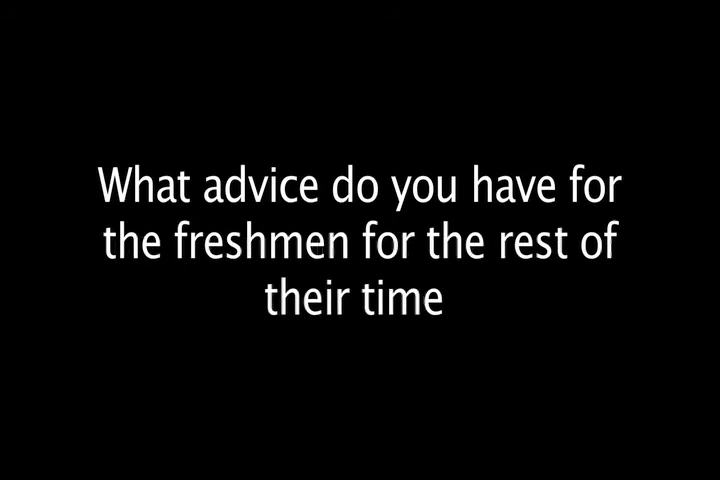 What advice do you have for
the freshmen for the rest of
their time